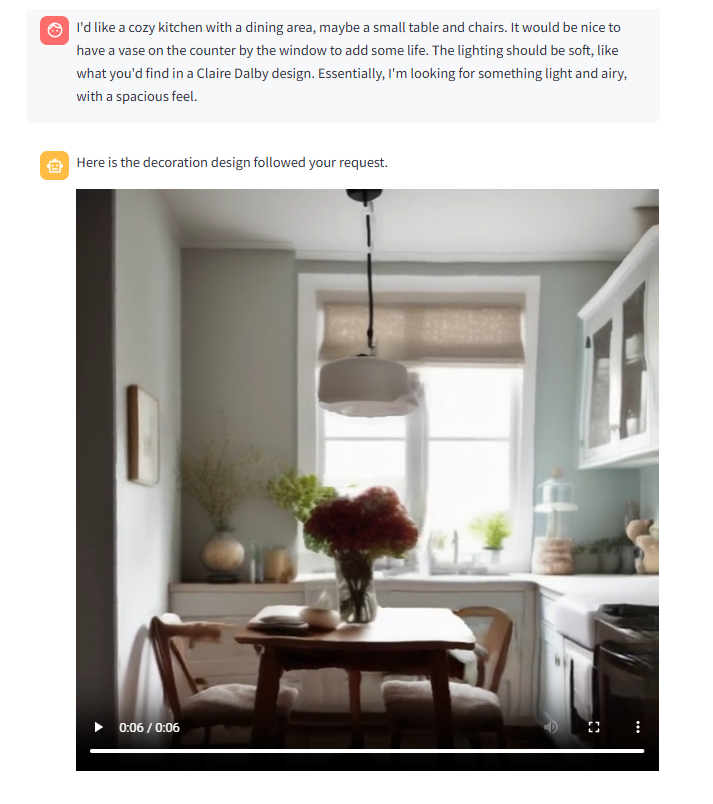 I'd like a cozy kitchen with a dining area, maybe a small table and chairs. It would be nice to
have a vase on the counter by the window to add some life. The lighting should be soft, like
what you'd find in a Claire Dalby design. Essentially, I'm looking for something light and airy,
with a spacious feel.
Here is the decoration design followed your request.
0:06 / 0:06